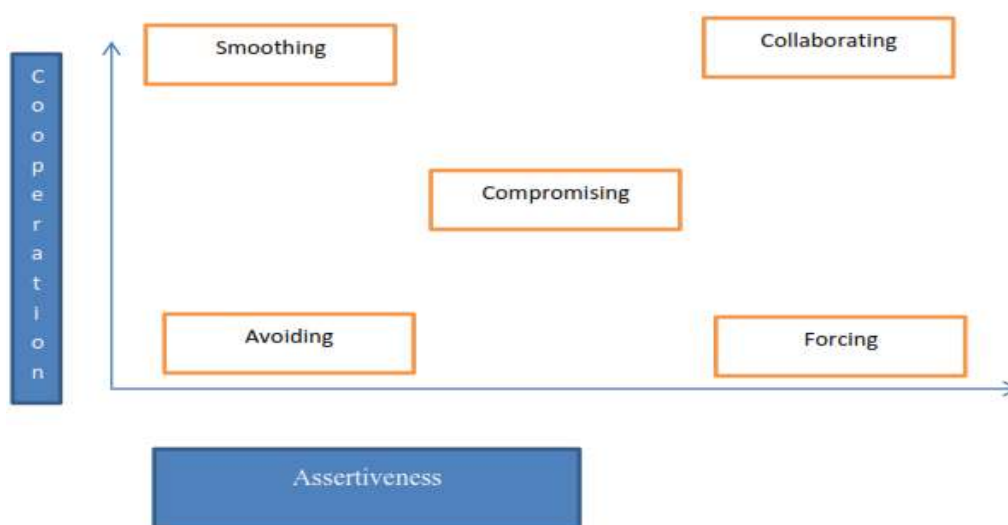 Smoothing
Collaborating
Cooperation
Compromising
Avoiding
Forcing
Assertiveness